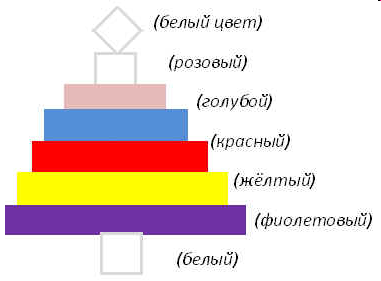 (белый цвет)
(розовый)
(голубой)
(красный)
(жёлтый)
(фиолетовый)
(белый)